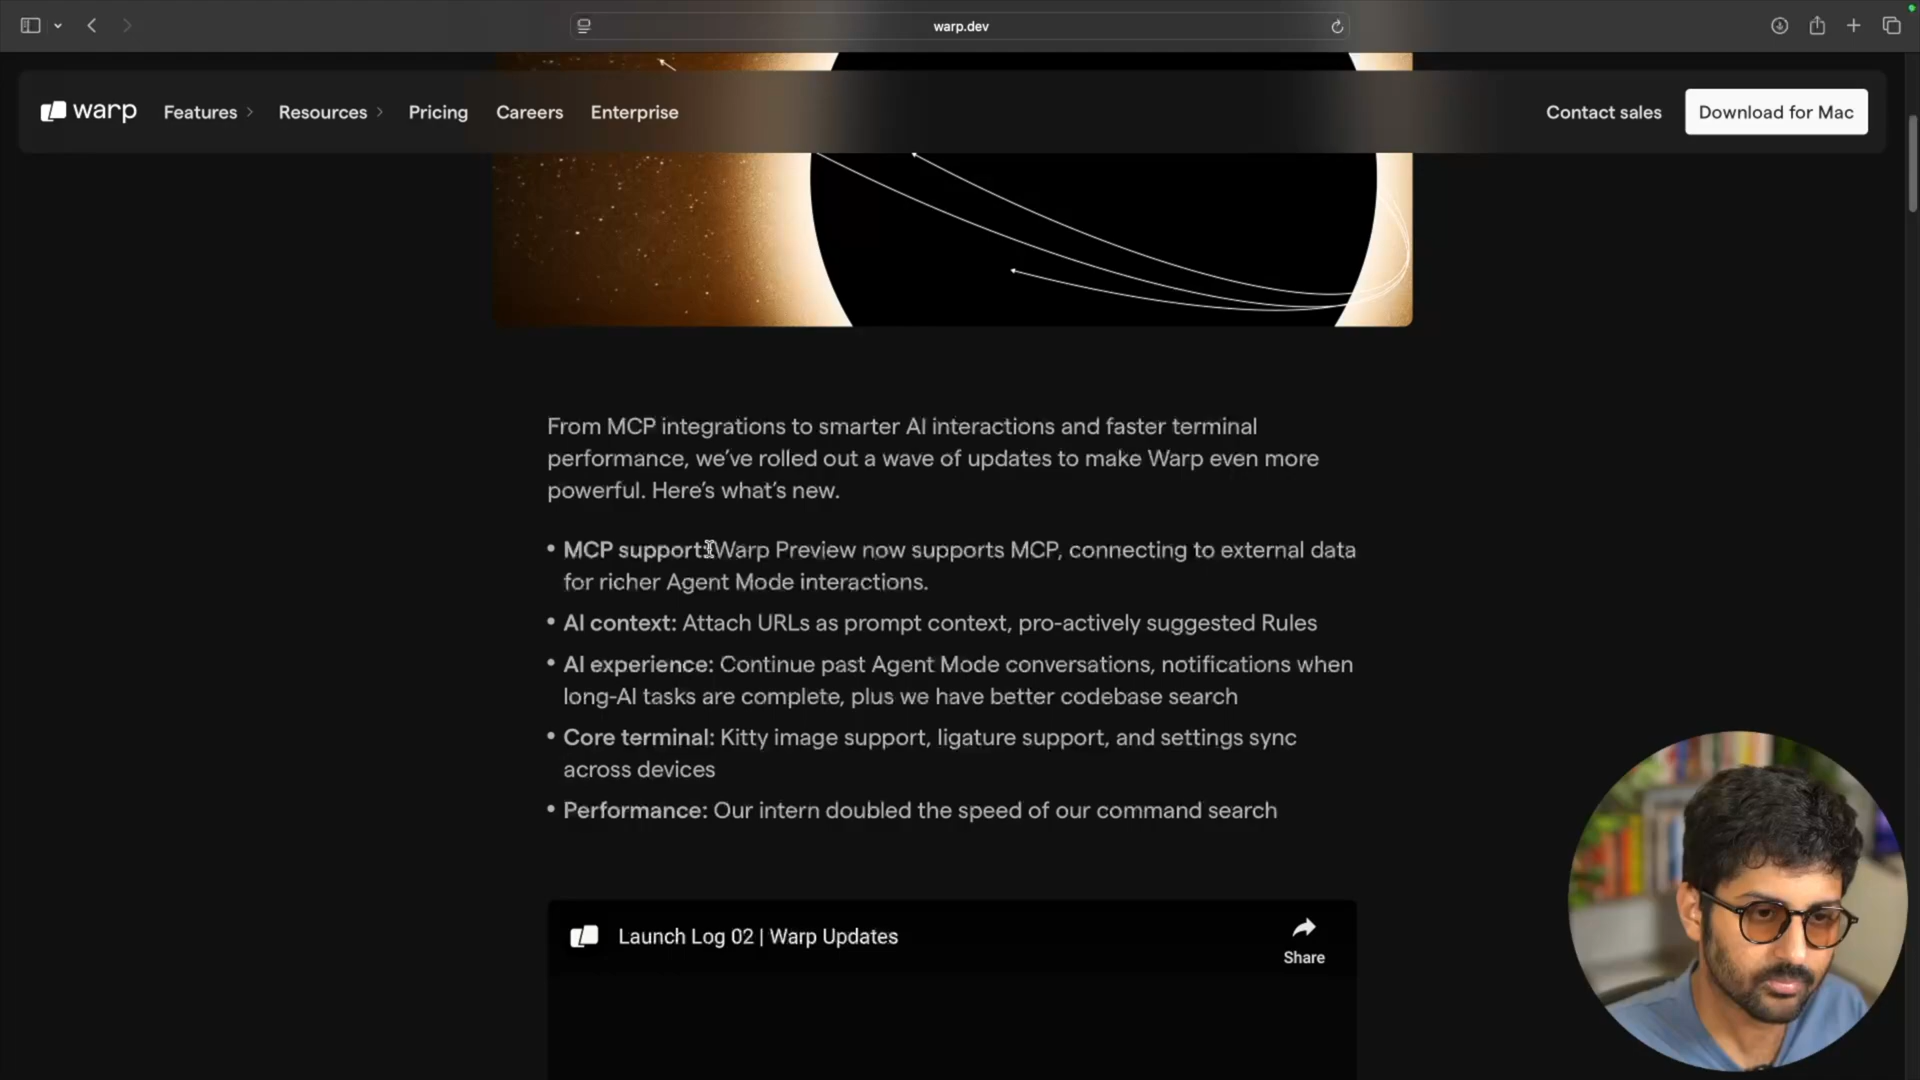 warp.dev
warp
Features
Resources
Pricing
Careers
Enterprise
Contact sales
Download for Mac
From MCP integrations to smarter AI interactions and faster terminal
performance, we've rolled out a wave of updates to make Warp even more
powerful. Here's what's new.
• MCP support: Warp Preview now supports MCP, connecting to external data
for richer Agent Mode interactions.
• AI context: Attach URLs as prompt context, pro-actively suggested Rules
• AI experience: Continue past Agent Mode conversations, notifications when
long-AI tasks are complete, plus we have better codebase search
• Core terminal: Kitty image support, ligature support, and settings sync
across devices
• Performance: Our intern doubled the speed of our command search
Launch Log 02 | Warp Updates
Share